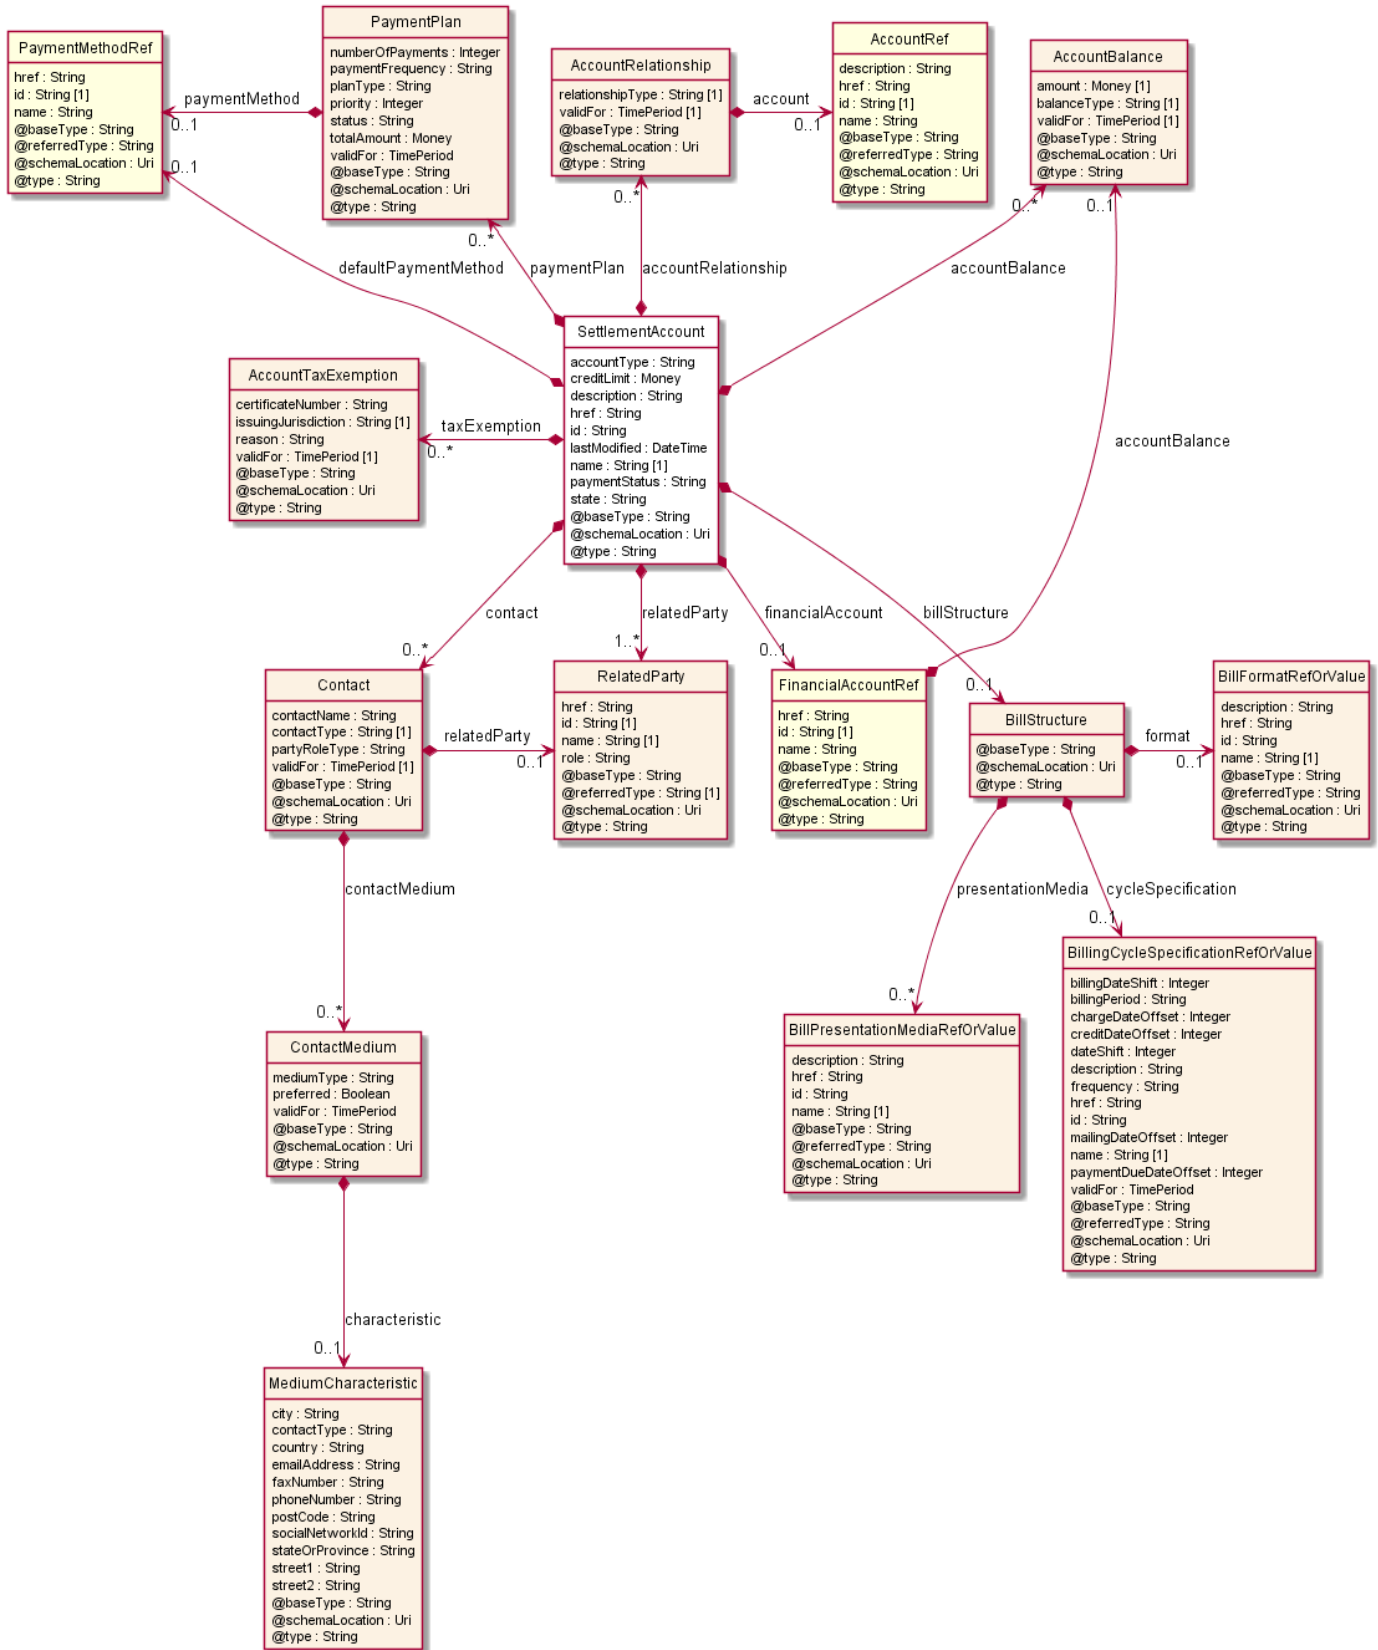 PaymentMethodRef
href : String
id : String [1]
name : String
@baseType : String
@referredType : String
@schemaLocation : Uri
@type : String
PaymentPlan
numberOfPayments : Integer
paymentFrequency : String
planType : String
priority : Integer
status : String
totalAmount : Money
validFor : TimePeriod
@baseType : String
@schemaLocation : Uri
@type : String
AccountRelationship
relationshipType : String [1]
validFor : TimePeriod [1]
@baseType : String
@schemaLocation : Uri
@type : String
AccountRef
description : String
href : String
id : String [1]
name : String
@baseType : String
@referredType : String
@schemaLocation : Uri
@type : String
AccountBalance
amount : Money [1]
balanceType : String [1]
validFor : TimePeriod [1]
@baseType : String
@schemaLocation : Uri
@type : String
paymentMethod
0..1
0..1
account
0..1
0..*
0..*
0..*
0..1
defaultPaymentMethod
paymentPlan
accountRelationship
accountBalance
SettlementAccount
accountType : String
creditLimit : Money
description : String
href : String
id : String
lastModified : DateTime
name : String [1]
paymentStatus : String
state : String
@baseType : String
@schemaLocation : Uri
@type : String
AccountTaxExemption
certificateNumber : String
issuingJurisdiction : String [1]
reason : String
validFor : TimePeriod [1]
@baseType : String
@schemaLocation : Uri
@type : String
taxExemption
0..*
accountBalance
contact
relatedParty
financialAccount
billStructure
0..*
1..*
0..1
0..1
Contact
contactName : String
contactType : String [1]
partyRoleType : String
validFor : TimePeriod [1]
@baseType : String
@schemaLocation : Uri
@type : String
relatedParty
0..1
RelatedParty
href : String
id : String [1]
name : String [1]
role : String
@baseType : String
@referredType : String [1]
@schemaLocation : Uri
@type : String
FinancialAccountRef
href : String
id : String [1]
name : String
@baseType : String
@referredType : String
@schemaLocation : Uri
@type : String
BillStructure
@baseType : String
@schemaLocation : Uri
@type : String
format
0..1
BillFormatRefOrValue
description : String
href : String
id : String
name : String [1]
@baseType : String
@referredType : String
@schemaLocation : Uri
@type : String
contactMedium
0..*
presentationMedia
cycleSpecification
0..*
0..1
ContactMedium
mediumType : String
preferred : Boolean
validFor : TimePeriod
@baseType : String
@schemaLocation : Uri
@type : String
BillPresentationMediaRefOrValue
description : String
href : String
id : String
name : String [1]
@baseType : String
@referredType : String
@schemaLocation : Uri
@type : String
BillingCycleSpecificationRefOrValue
billingDateShift : Integer
billingPeriod : String
chargeDateOffset : Integer
creditDateOffset : Integer
dateShift : Integer
description : String
frequency : String
href : String
id : String
mailingDateOffset : Integer
name : String [1]
paymentDueDateOffset : Integer
validFor : TimePeriod
@baseType : String
@referredType : String
@schemaLocation : Uri
@type : String
characteristic
0..1
MediumCharacteristic
city : String
contactType : String
country : String
emailAddress : String
faxNumber : String
phoneNumber : String
postCode : String
socialNetworkId : String
stateOrProvince : String
street1 : String
street2 : String
@baseType : String
@schemaLocation : Uri
@type : String